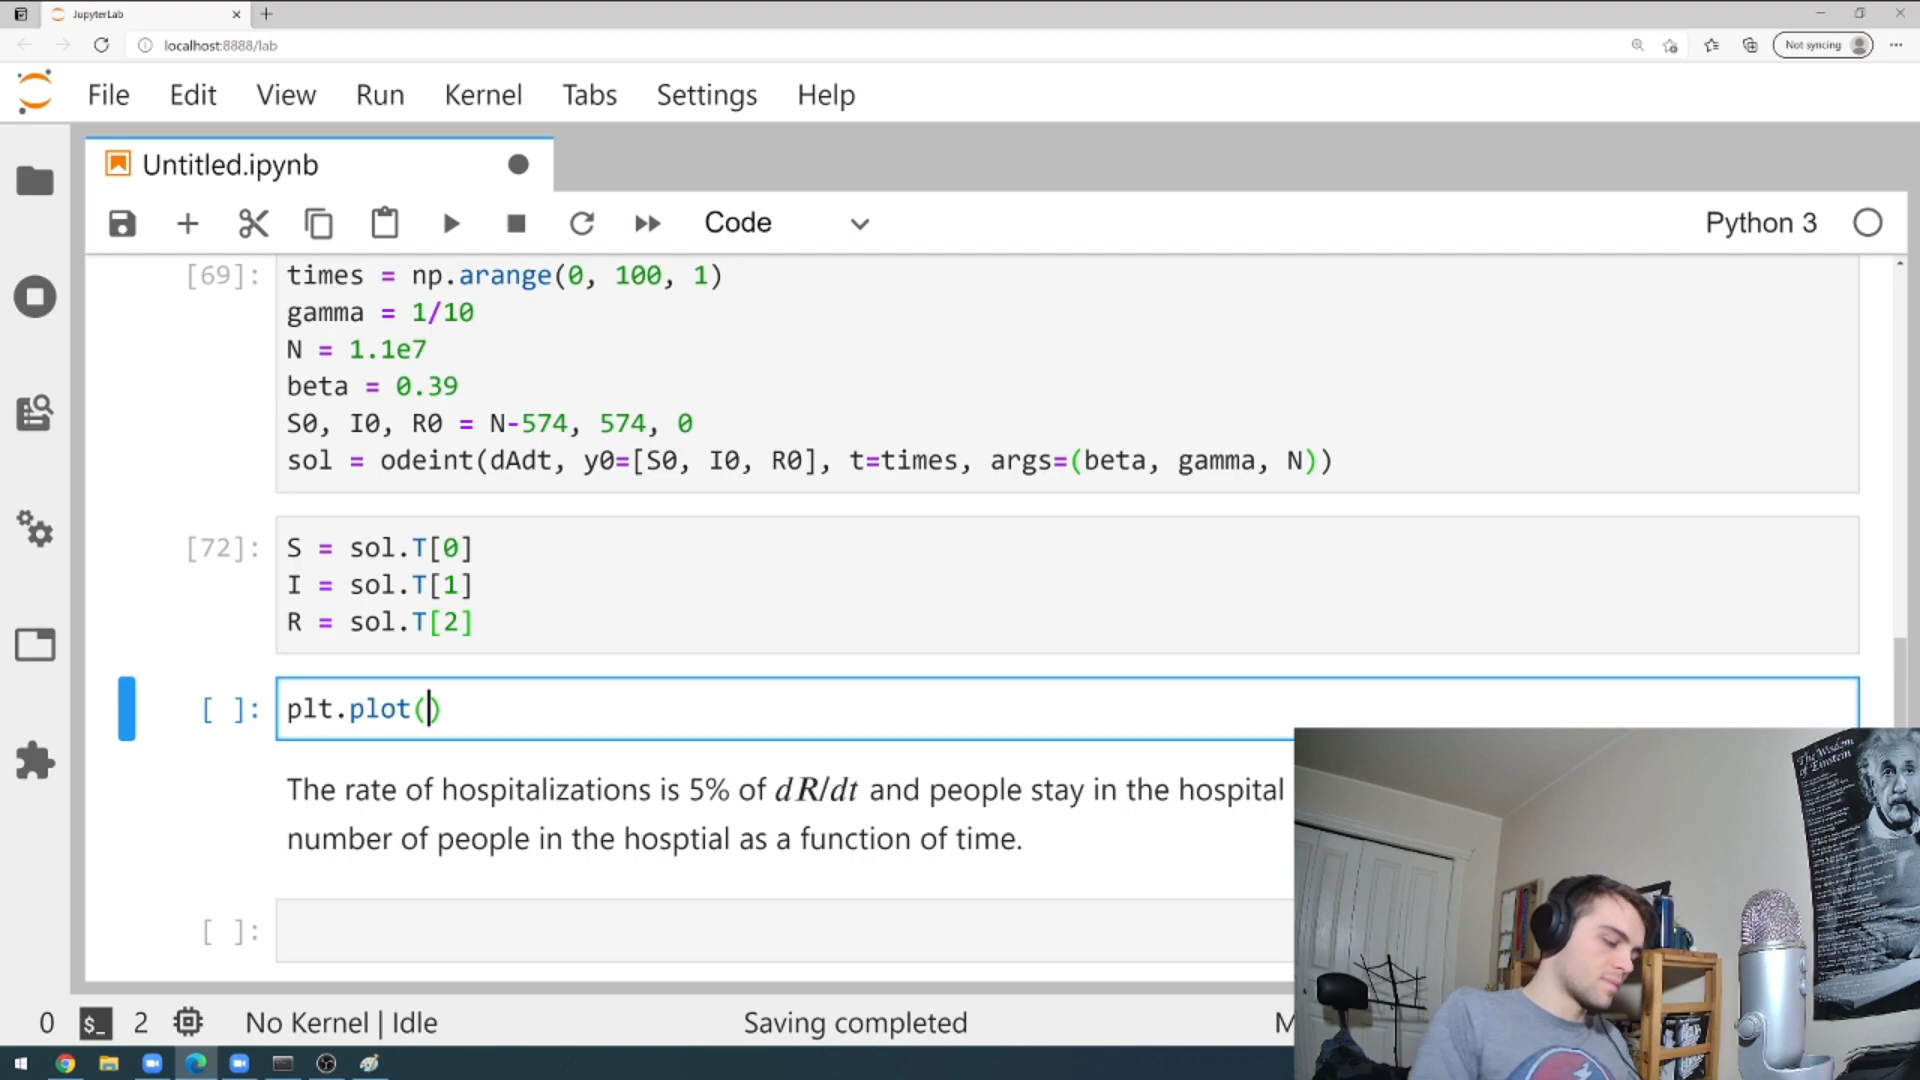 JupyterLab
localhost:8888/lab
Not syncing
File Edit View Run Kernel Tabs Settings Help
Untitled.ipynb
Code
Python 3
[69]:
times = np.arange(0, 100, 1)
gamma = 1/10
N = 1.1e7
beta = 0.39
S0, I0, R0 = N-574, 574, 0
sol = odeint(dAdt, y0=[S0, I0, R0], t=times, args=(beta, gamma, N))
[72]:
S = sol.T[0]
I = sol.T[1]
R = sol.T[2]
[ ]:
plt.plot()
The rate of hospitalizations is 5% of dR/dt and people stay in the hospital
number of people in the hosptial as a function of time.
[ ]:
0 $_ 2 No Kernel | Idle Saving completed M
The Wisdom
of Einstein